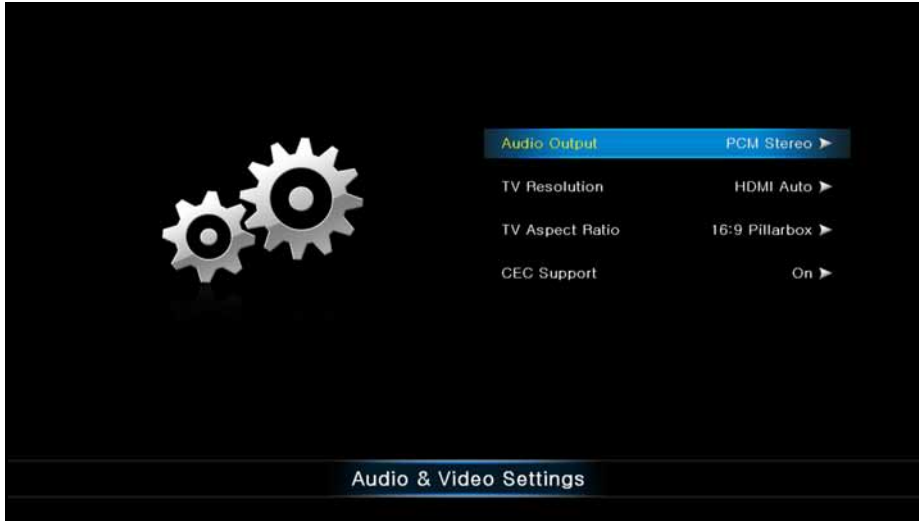 Audio Output PCM Stereo ➤
TV Resolution HDMI Auto ➤
TV Aspect Ratio 16:9 Pillarbox ➤
CEC Support On ➤
Audio & Video Settings